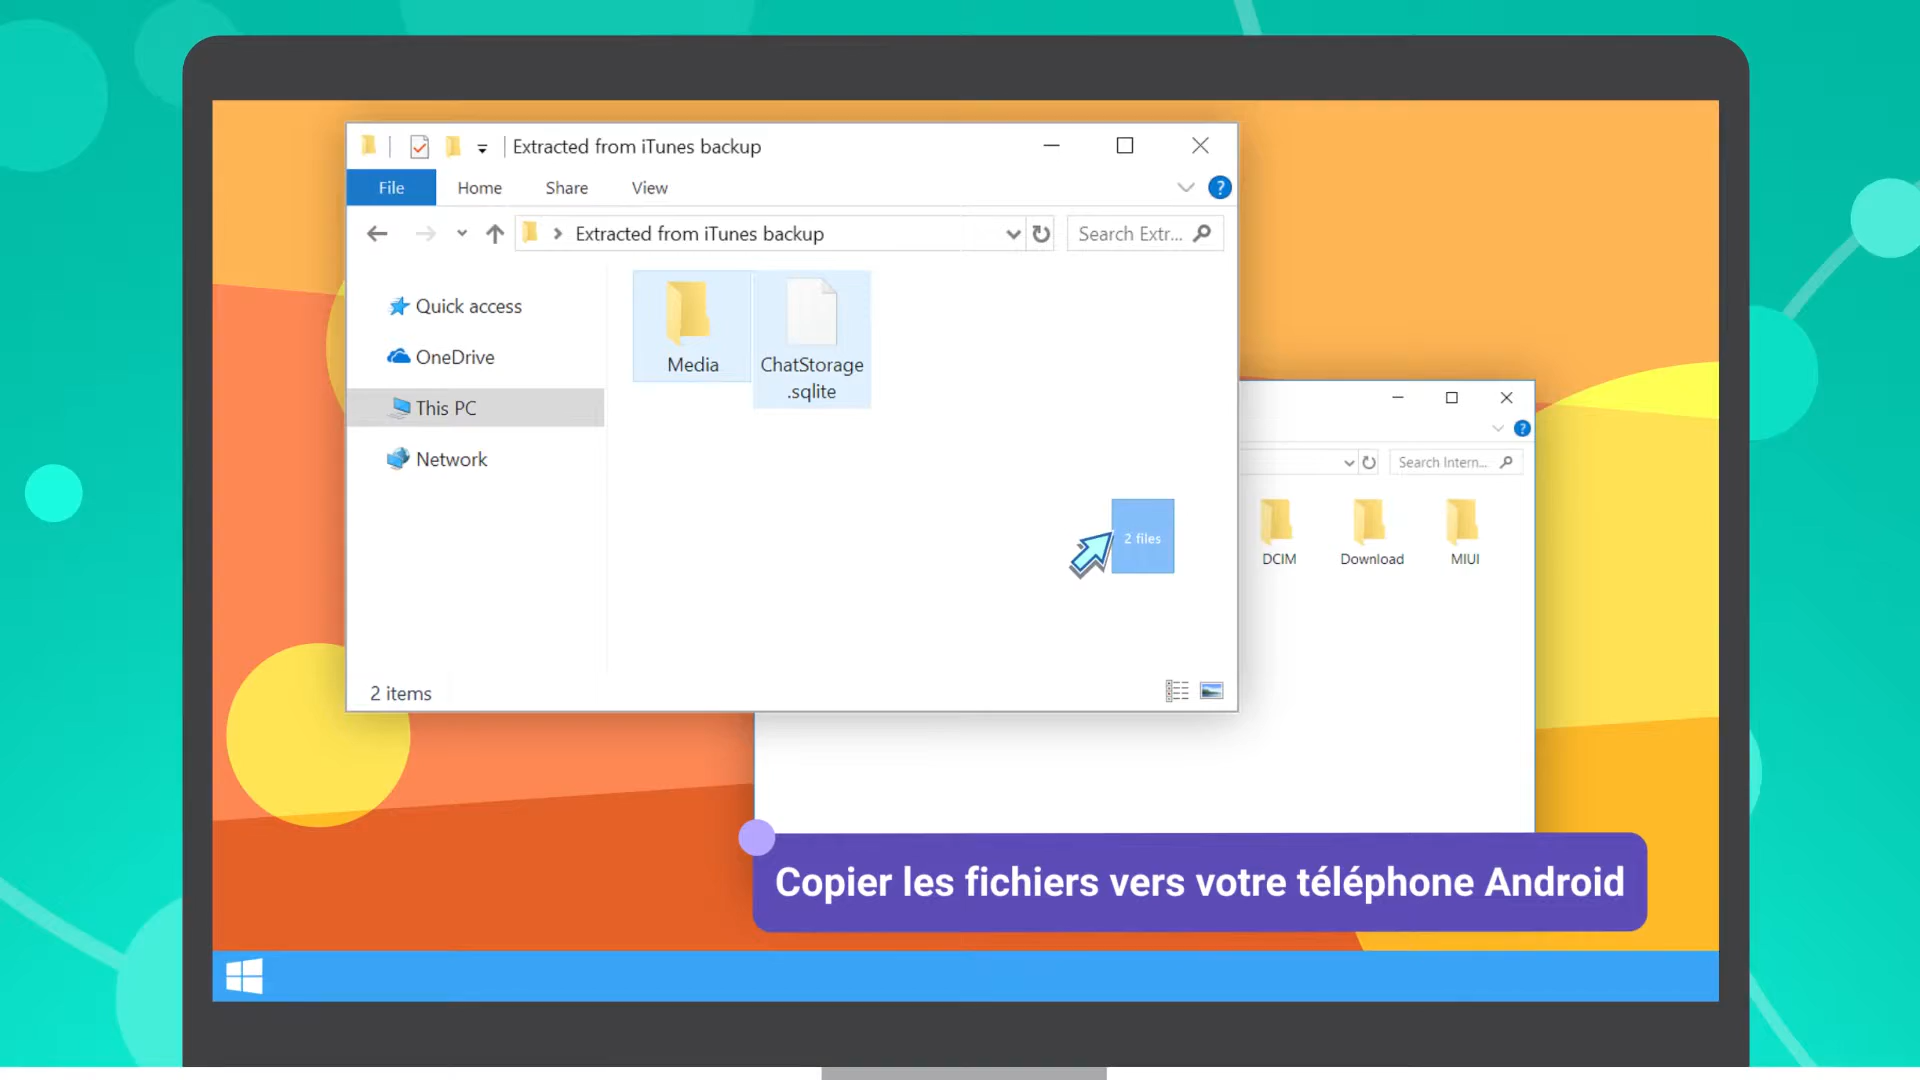 Extracted from iTunes backup
File Home Share View
Extracted from iTunes backup
Search Extr...
Quick access
OneDrive
This PC
Network
Media
ChatStorage
.sqlite
2 files
2 items
Search Intern...
DCIM Download MIUI
Copier les fichiers vers votre téléphone Android